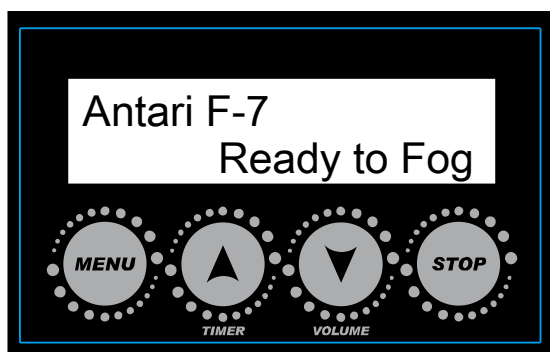 Antari F-7
Ready to Fog
MENU
STOP
TIMER
VOLUME